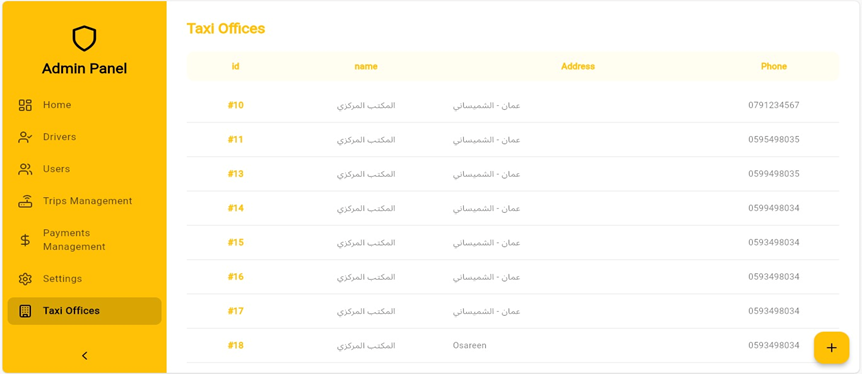 Admin Panel
Home
Drivers
Users
Trips Management
Payments
Management
Settings
Taxi Offices
Taxi Offices
id name Address Phone
#10 المكتب المركزي عمان - الشميساني 0791234567
#11 المكتب المركزي عمان - الشميساني 0595498035
#13 المكتب المركزي عمان - الشميساني 0599498035
#14 المكتب المركزي عمان - الشميساني 0599498034
#15 المكتب المركزي عمان - الشميساني 0593498034
#16 المكتب المركزي عمان - الشميساني 0593498034
#17 المكتب المركزي عمان - الشميساني 0593498034
#18 المكتب المركزي Osareen 0593498034